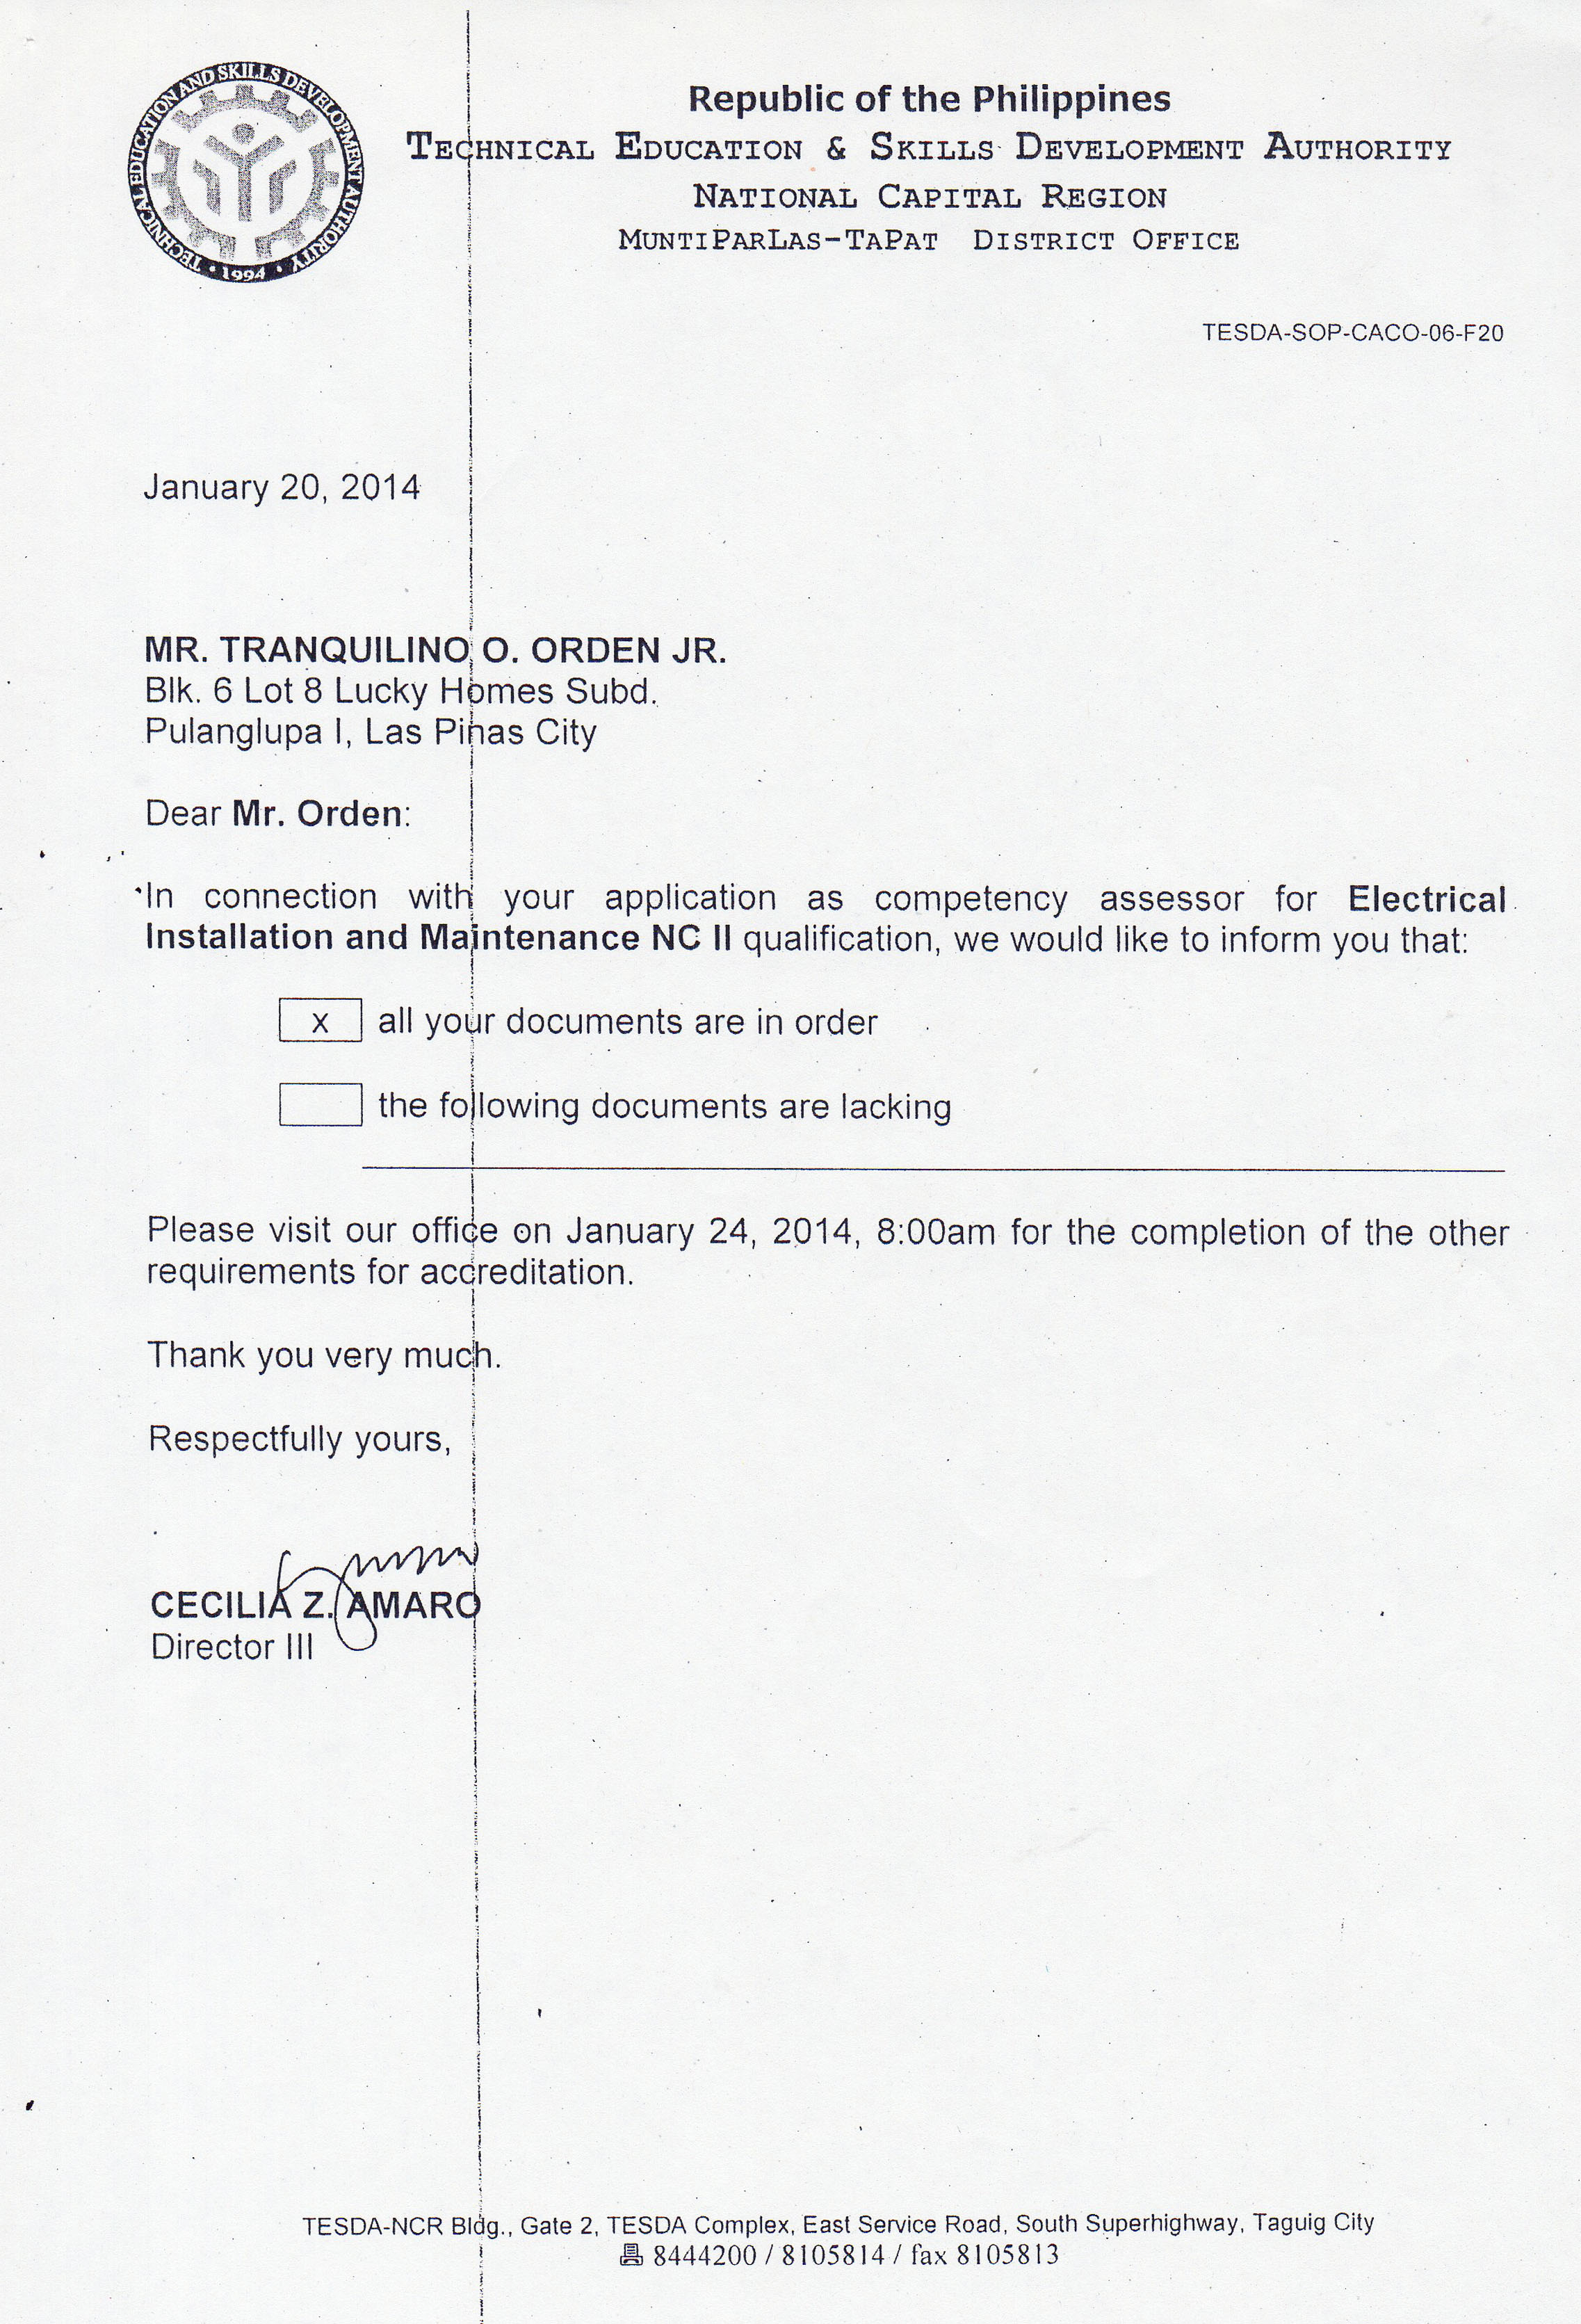 TECHNICAL EDUCATION AND SKILLS DEVELOPMENT AUTHORITY • 1994 •
Republic of the Philippines
TECHNICAL EDUCATION & SKILLS DEVELOPMENT AUTHORITY
NATIONAL CAPITAL REGION
MUNTIPARLAS-TAPAT DISTRICT OFFICE
TESDA-SOP-CACO-06-F20
January 20, 2014
MR. TRANQUILINO O. ORDEN JR.
Blk. 6 Lot 8 Lucky Homes Subd.
Pulanglupa I, Las Pinas City
Dear Mr. Orden:
In connection with your application as competency assessor for Electrical
Installation and Maintenance NC II qualification, we would like to inform you that:
x all your documents are in order
the following documents are lacking
Please visit our office on January 24, 2014, 8:00am for the completion of the other
requirements for accreditation.
Thank you very much.
Respectfully yours,
CECILIA Z. AMARO
Director III
TESDA-NCR Bldg., Gate 2, TESDA Complex, East Service Road, South Superhighway, Taguig City
8444200 / 8105814 / fax 8105813